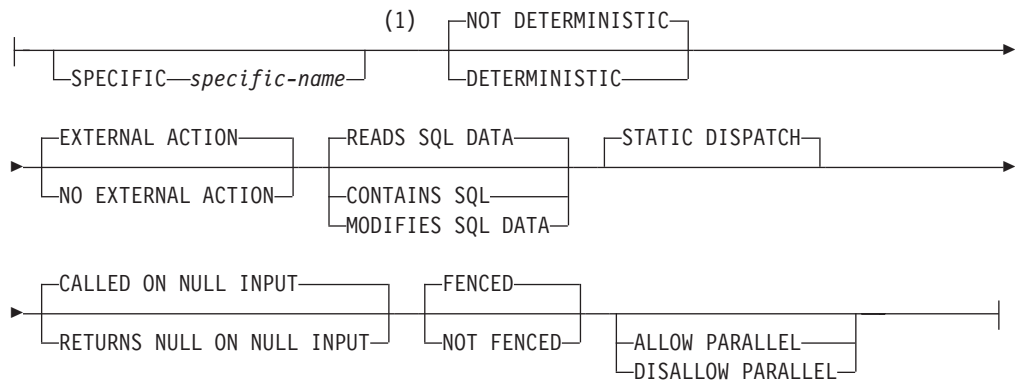 (1) NOT DETERMINISTIC
SPECIFIC specific-name DETERMINISTIC
EXTERNAL ACTION READS SQL DATA STATIC DISPATCH
NO EXTERNAL ACTION CONTAINS SQL
MODIFIES SQL DATA
CALLED ON NULL INPUT FENCED
RETURNS NULL ON NULL INPUT NOT FENCED ALLOW PARALLEL
DISALLOW PARALLEL